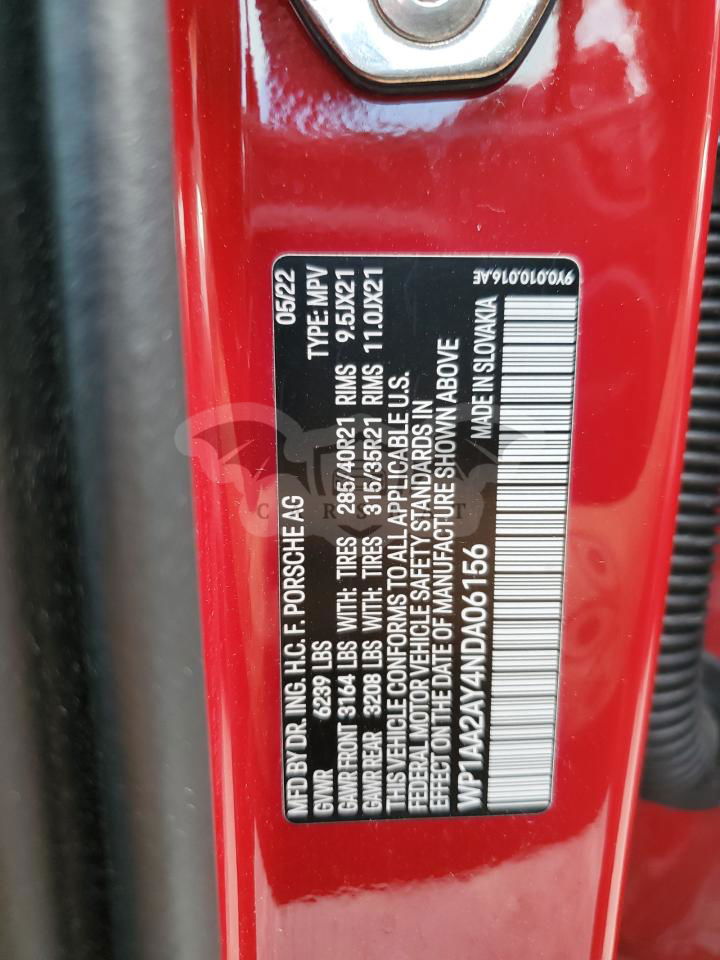 MFD BY DR. ING. H.C. F. PORSCHE AG 05/22
GVWR 6239 LBS TYPE: MPV
GAWR FRONT 3164 LBS WITH: TIRES 285/40R21 RIMS 9.5JX21
GAWR REAR 3208 LBS WITH: TIRES 315/35R21 RIMS 11.0JX21
THIS VEHICLE CONFORMS TO ALL APPLICABLE U.S.
FEDERAL MOTOR VEHICLE SAFETY STANDARDS IN
EFFECT ON THE DATE OF MANUFACTURE SHOWN ABOVE
WP1AA2AY4NDA06156 MADE IN SLOVAKIA
9Y0.010.016.AE